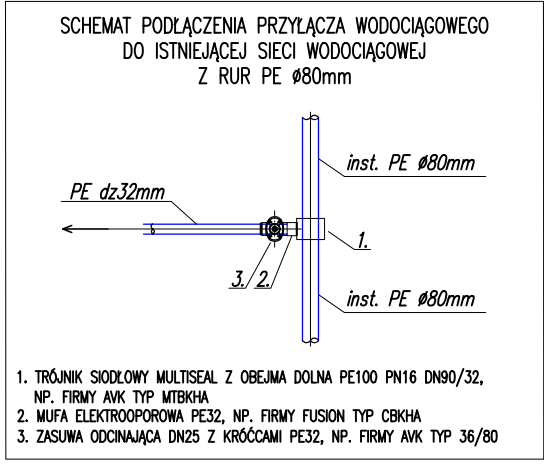 SCHEMAT PODŁĄCZENIA PRZYŁĄCZA WODOCIĄGOWEGO
DO ISTNIEJĄCEJ SIECI WODOCIĄGOWEJ
Z RUR PE Ø80mm
inst. PE Ø80mm
PE dz32mm
1.
3. 2.
inst. PE Ø80mm
1. TRÓJNIK SIODŁOWY MULTISEAL Z OBEJMA DOLNA PE100 PN16 DN90/32,
NP. FIRMY AVK TYP MTBKHA
2. MUFA ELEKTROOPOROWA PE32, NP. FIRMY FUSION TYP CBKHA
3. ZASUWA ODCINAJĄCA DN25 Z KRÓĆCAMI PE32, NP. FIRMY AVK TYP 36/80